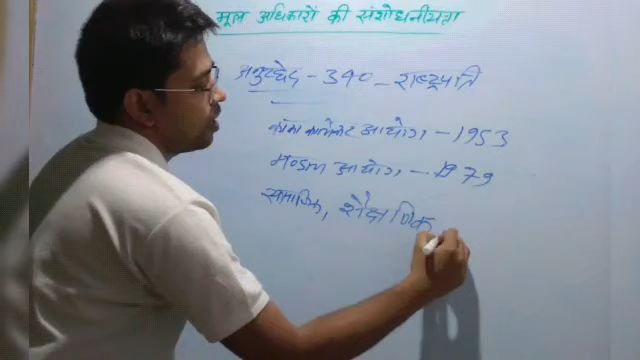 मूल अधिकारों की संशोधनीयता
अनुच्छेद - 340 - राष्ट्रपति
काका कालेलकर आयोग - 1953
मण्डल आयोग - 1979
सामाजिक, शैक्षणिक